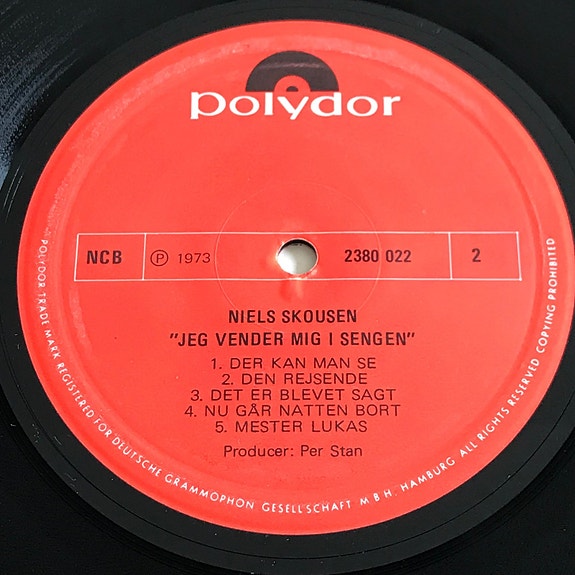 polydor
NCB ℗ 1973 2380 022 2
NIELS SKOUSEN
"JEG VENDER MIG I SENGEN"
1. DER KAN MAN SE
2. DEN REJSENDE
3. DET ER BLEVET SAGT
4. NU GÅR NATTEN BORT
5. MESTER LUKAS
Producer: Per Stan
POLYDOR TRADE MARK REGISTERED FOR DEUTSCHE GRAMMOPHON GESELLSCHAFT M B H. HAMBURG ALL RIGHTS RESERVED COPYING PROHIBITED